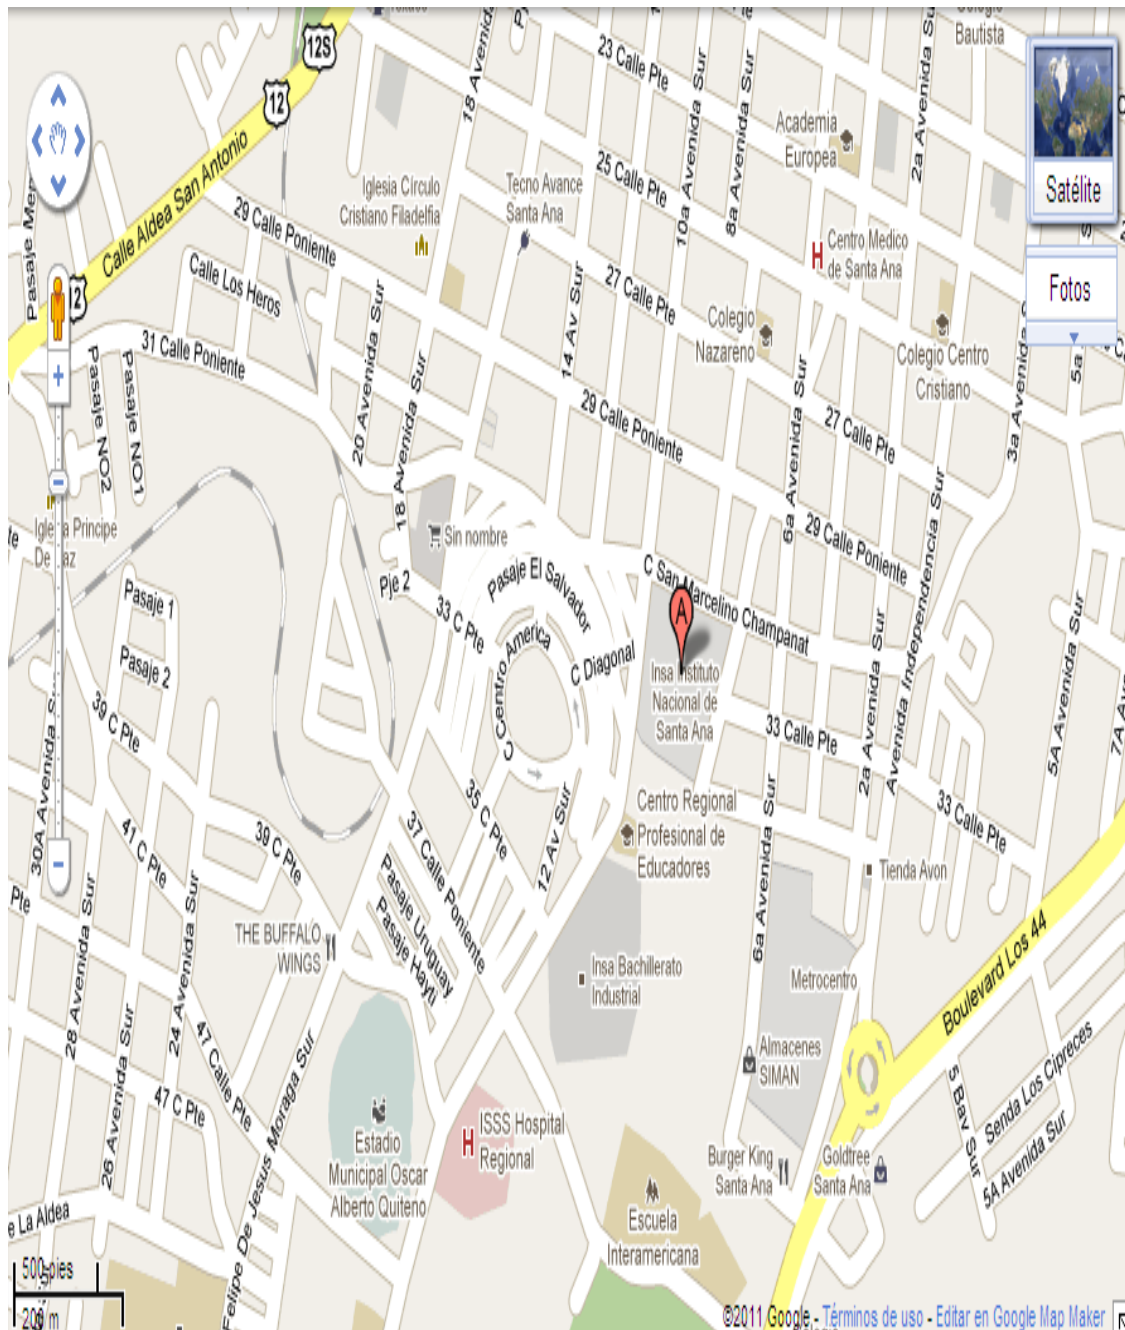 12S
12
18 Avenida
23 Calle Pte
10a Avenida Sur
8a Avenida Sur
2a Avenida Sur
Bautista
Academia
Europea
Satélite
Fotos
Calle Aldea San Antonio
29 Calle Poniente
Iglesia Circulo
Cristiano Filadelfia
Tecno Avance
Santa Ana
25 Calle Pte
Centro Medico
de Santa Ana
Calle Los Heros
27 Calle Pte
14 Av Sur
Colegio
Nazareno
Colegio Centro
Cristiano
31 Calle Poniente
20 Avenida Sur
18 Avenida Sur
Pasaje NO2
Pasaje NO1
29 Calle Poniente
27 Calle Pte
6a Avenida Sur
3a Avenida
5a
29 Calle Poniente
Avenida Independencia Sur
Sin nombre
Pje 2
33 C Pte
Pasaje El Salvador
C Centro America
C Diagonal
C San Marcelino Champanat
A
Insa Instituto
Nacional de
Santa Ana
Pasaje 1
Pasaje 2
39 C Pte
30A Avenida Sur
33 Calle Pte
2a Avenida Sur
5A Avenida Sur
33 Calle Pte
35 C Pte
37 Calle Poniente
12 Av Sur
Centro Regional
Profesional de
Educadores
6a Avenida Sur
Tienda Avon
41 C Pte
39 C Pte
Pte
28 Avenida Sur
24 Avenida Sur
THE BUFFALO
WINGS
Pasaje Uruguay
Pasaje Hayti
Insa Bachillerato
Industrial
Metrocentro
Boulevard Los 44
Almacenes
SIMAN
26 Avenida Sur
47 Calle Pte
47 C Pte
Felipe De Jesus Moraga Sur
Estadio
Municipal Oscar
Alberto Quiteno
H
ISSS Hospital
Regional
Escuela
Interamericana
Burger King
Santa Ana
Goldtree
Santa Ana
5 Bav Sur
Senda Los Cipreces
5A Avenida Sur
La Aldea
500 pies
200 m
©2011 Google - Términos de uso - Editar en Google Map Maker